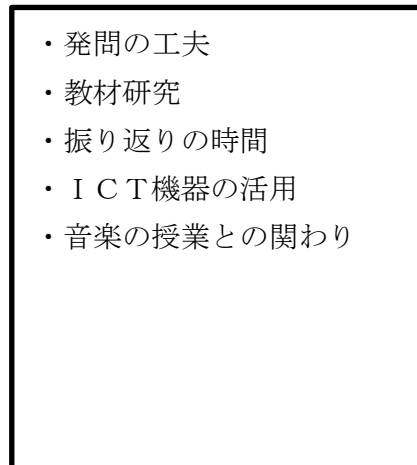 ・発問の工夫
・教材研究
・振り返りの時間
・ＩＣＴ機器の活用
・音楽の授業との関わり